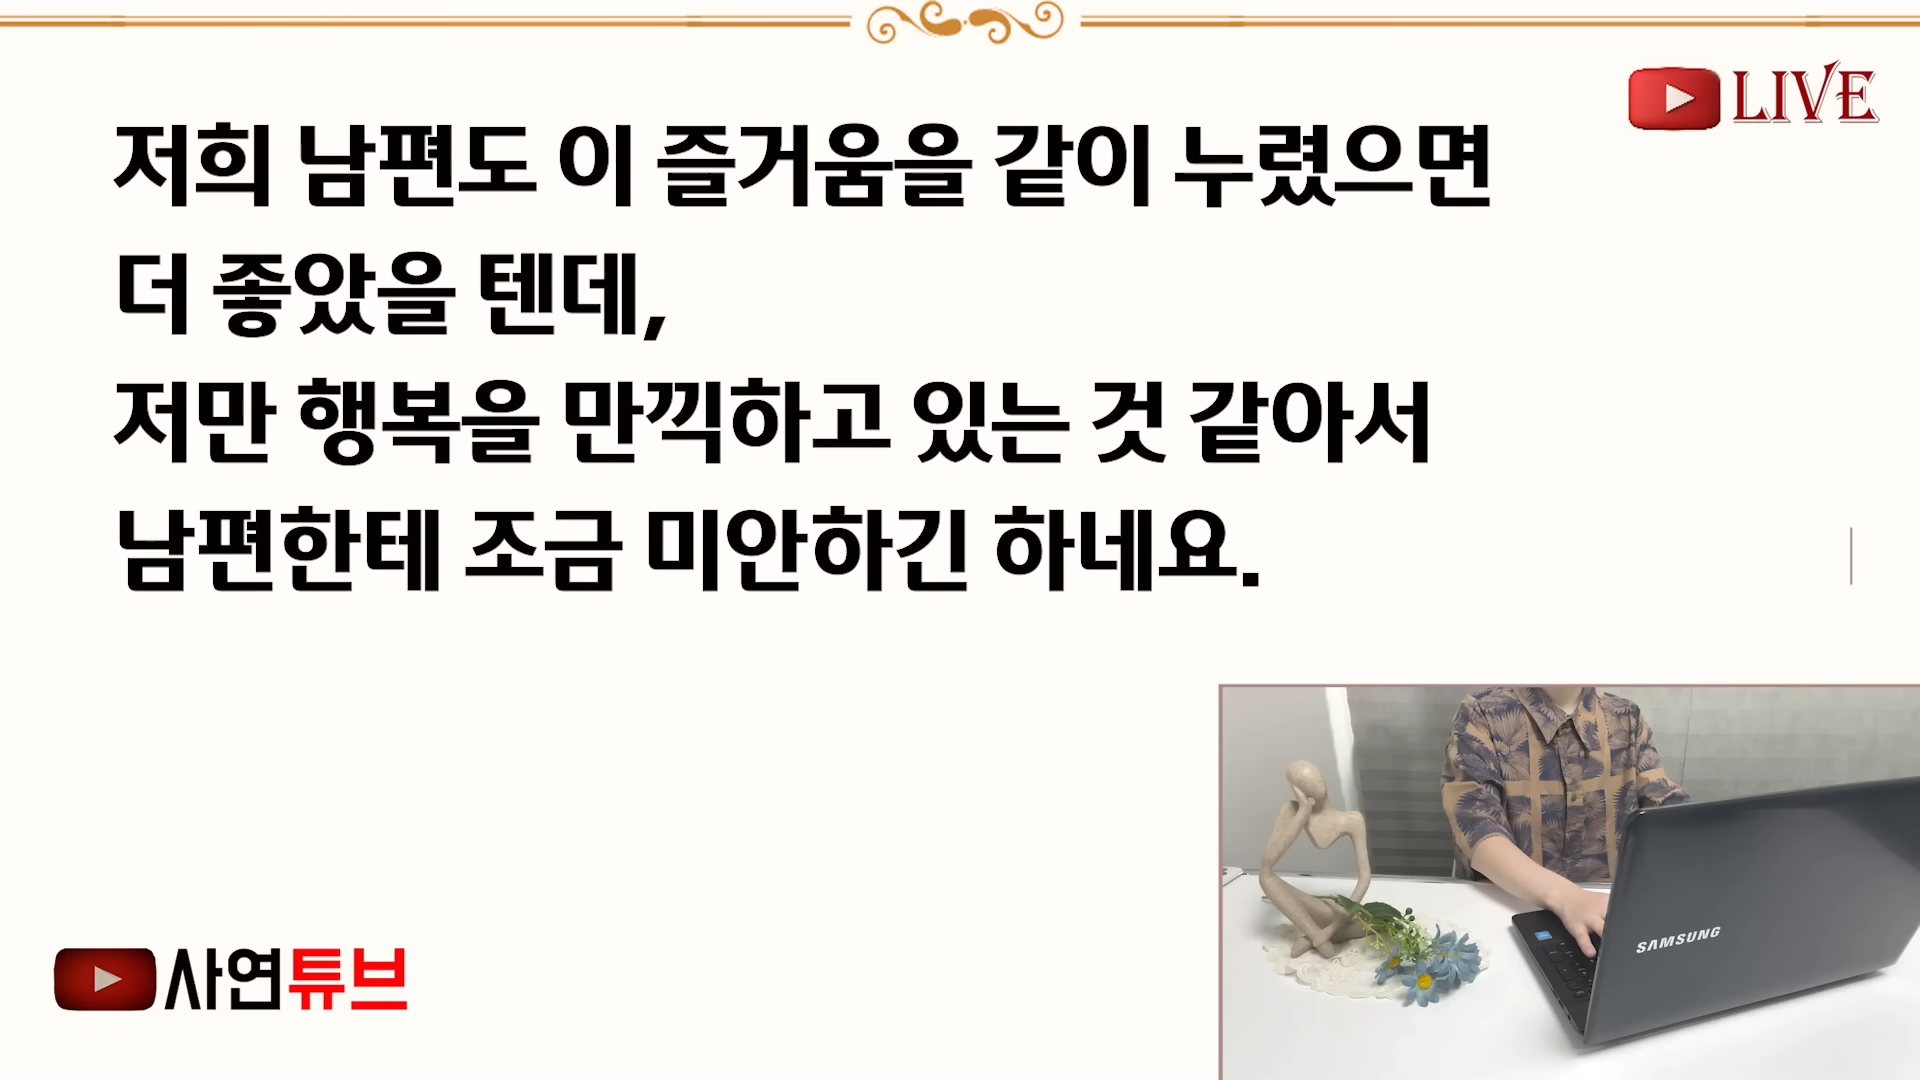 LIVE
저희 남편도 이 즐거움을 같이 누렸으면
더 좋았을 텐데,
저만 행복을 만끽하고 있는 것 같아서
남편한테 조금 미안하긴 하네요.
SAMSUNG
사연튜브